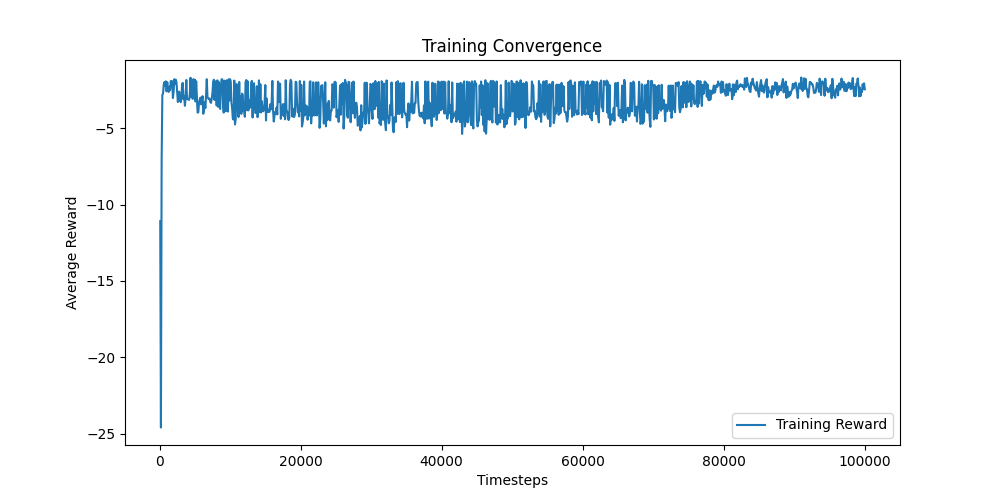 Training Convergence
Average Reward
−5
−10
−15
−20
−25
0
20000
40000
60000
80000
100000
Timesteps
Training Reward